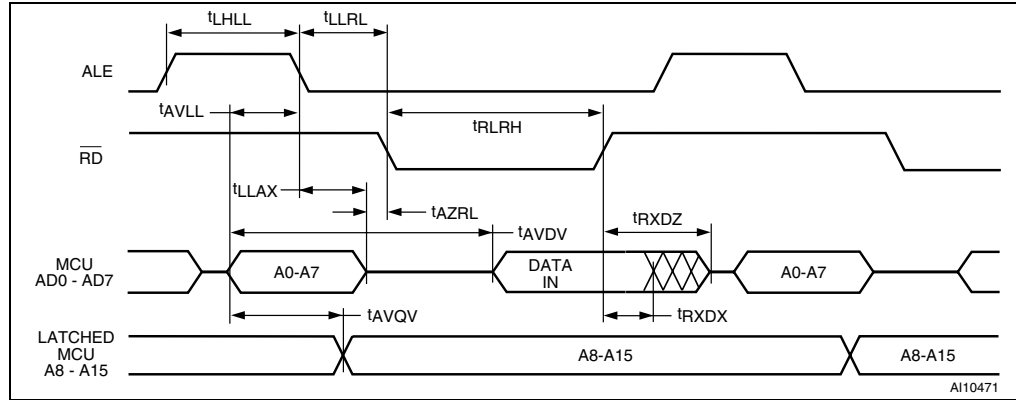 tLHLL tLLRL
ALE
tAVLL
tRLRH
RD
tLLAX
tAZRL
tRXDZ
tAVDV
MCU
AD0 - AD7
A0-A7
DATA
IN
A0-A7
tAVQV
tRXDX
LATCHED
MCU
A8 - A15
A8-A15
A8-A15
AI10471